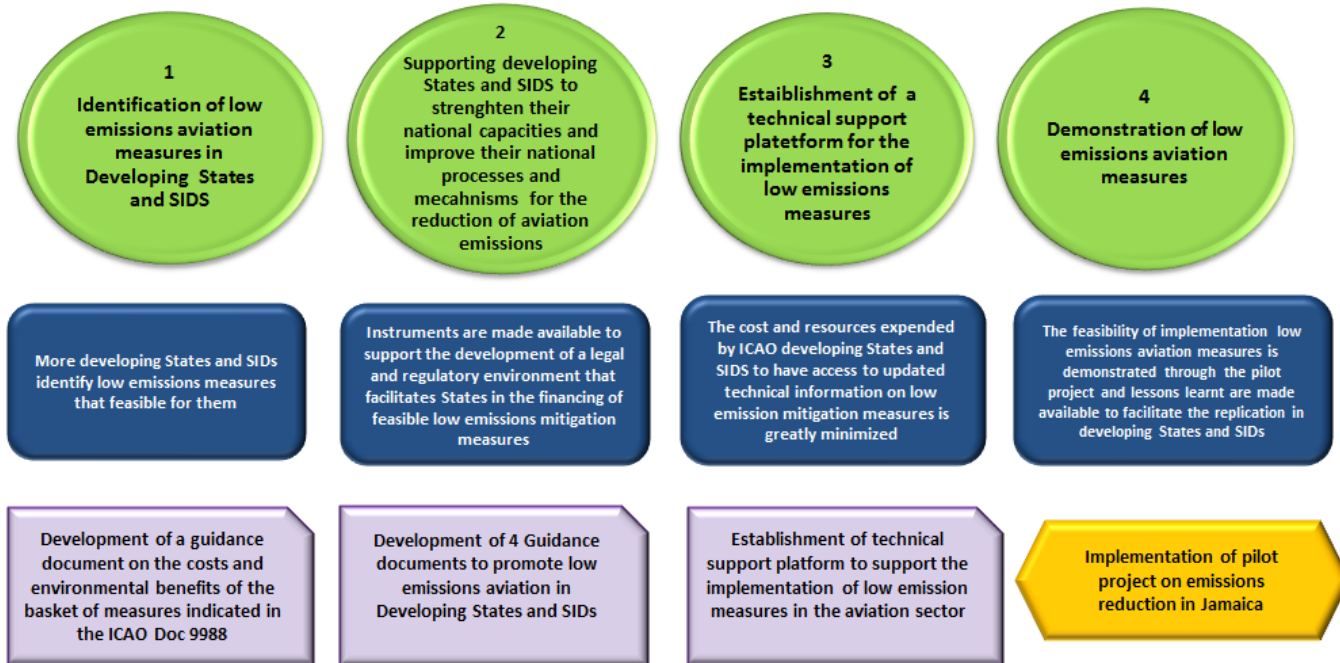 1
Identification of low
emissions aviation
measures in
Developing States
and SIDS
2
Supporting developing
States and SIDS to
strenghten their
national capacities and
improve their national
processes and
mecahnisms for the
reduction of aviation
emissions
3
Estaiblishment of a
technical support
platetform for the
implementation of
low emissions
measures
4
Demonstration of low
emissions aviation
measures
More developing States and SIDs
identify low emissions measures
that feasible for them
Instruments are made available to
support the development of a legal
and regulatory environment that
facilitates States in the financing of
feasible low emissions mitigation
measures
The cost and resources expended
by ICAO developing States and
SIDS to have access to updated
technical information on low
emission mitigation measures is
greatly minimized
The feasibility of implementation low
emissions aviation measures is
demonstrated through the pilot
project and lessons learnt are made
available to facilitate the replication in
developing States and SIDs
Development of a guidance
document on the costs and
environmental benefits of the
basket of measures indicated in
the ICAO Doc 9988
Development of 4 Guidance
documents to promote low
emissions aviation in
Developing States and SIDs
Establishment of technical
support platform to support the
implementation of low emission
measures in the aviation sector
Implementation of pilot
project on emissions
reduction in Jamaica